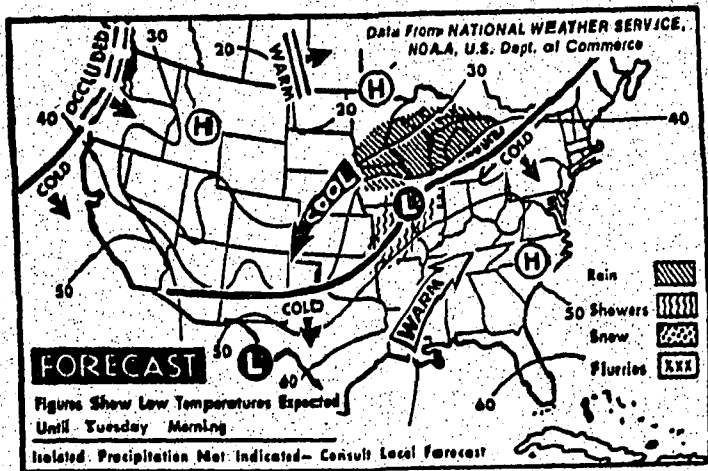 Data From NATIONAL WEATHER SERVICE,
NOAA, U.S. Dept. of Commerce
30
20
30
OCCLUDED
WARM
H
20
H
40
40
COLD
COLD
COOL
L
H
50
COLD
WARM
Rain
50
Showers
Snow
50
L
60
60
Flurries
XXX
FORECAST
Figures Show Low Temperatures Expected
Until Tuesday Morning
Isolated Precipitation Not Indicated– Consult Local Forecast